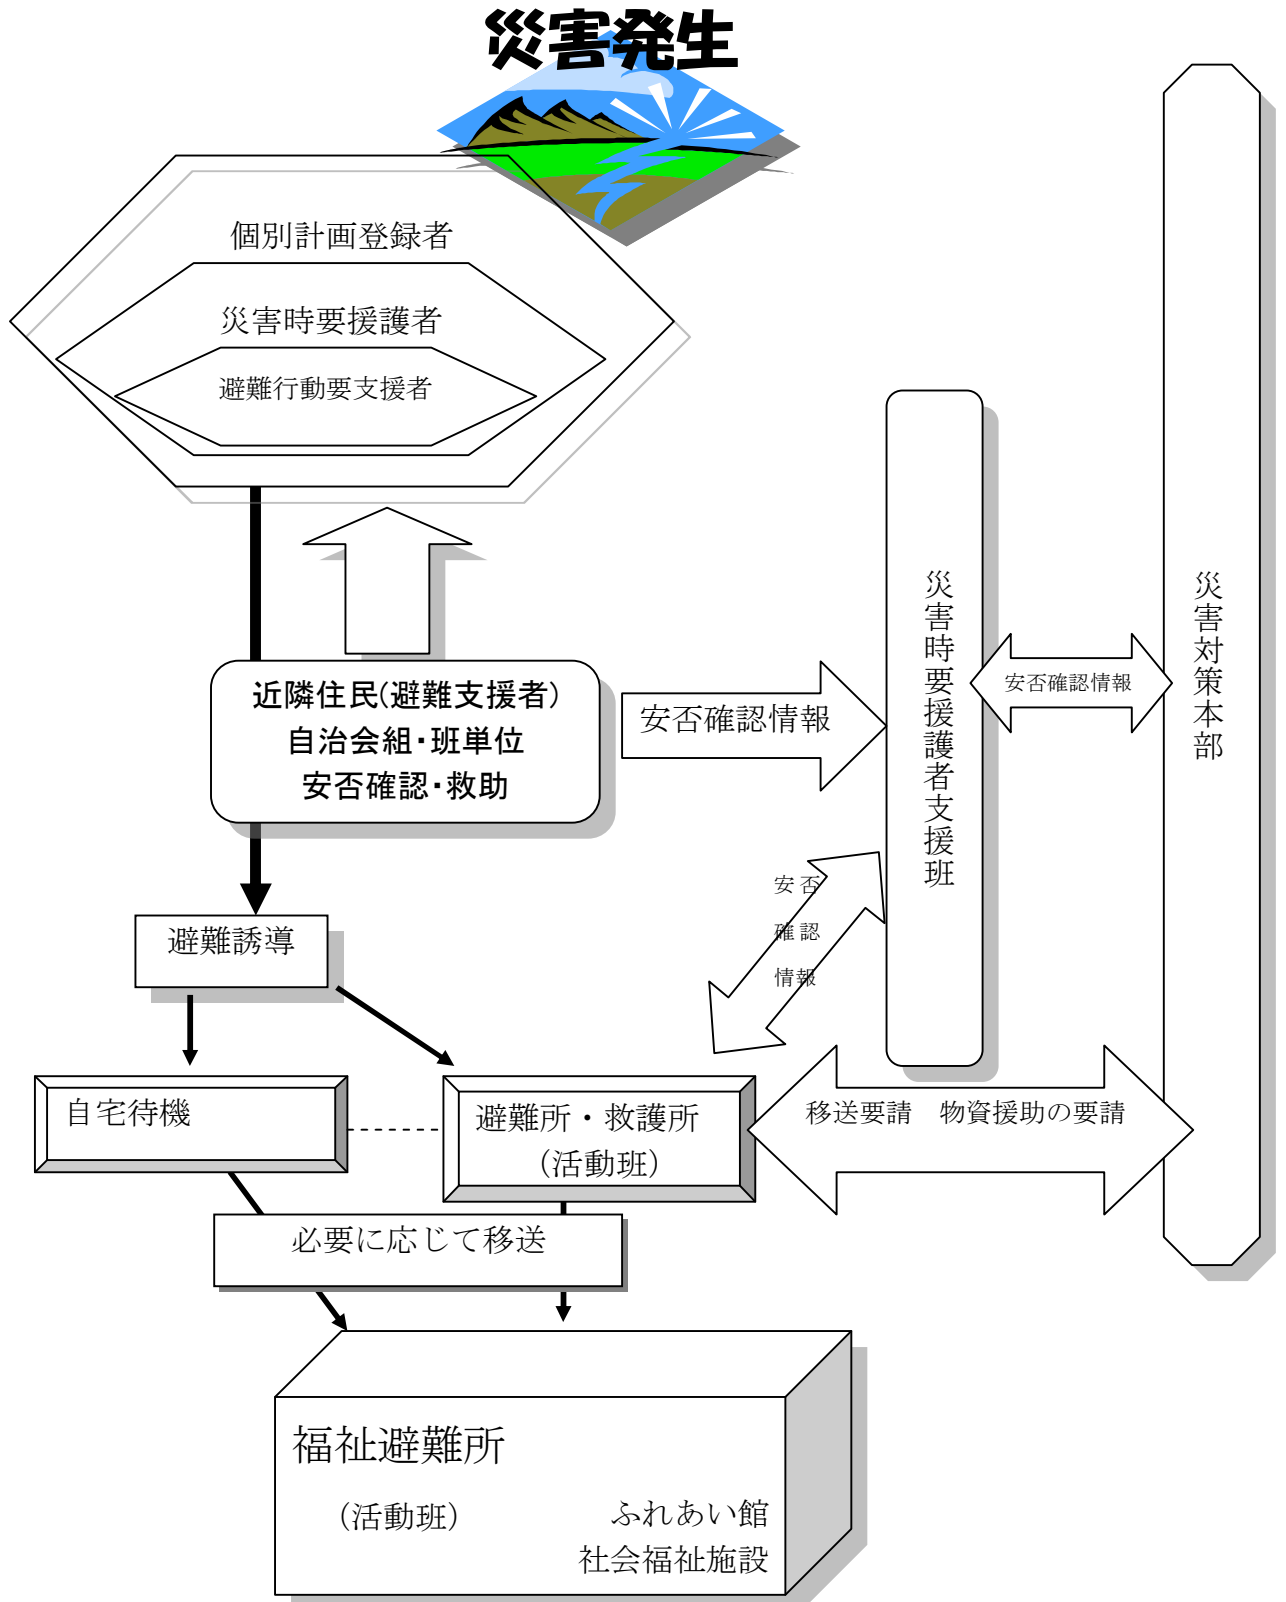 災害発生
個別計画登録者
災害時要援護者
避難行動要支援者
近隣住民(避難支援者)
自治会組・班単位
安否確認・救助
安否確認情報
災害時要援護者支援班
安否確認情報
災害対策本部
安否
確認
情報
避難誘導
自宅待機
避難所・救護所
(活動班)
移送要請　物資援助の要請
必要に応じて移送
福祉避難所
(活動班)　ふれあい館
社会福祉施設